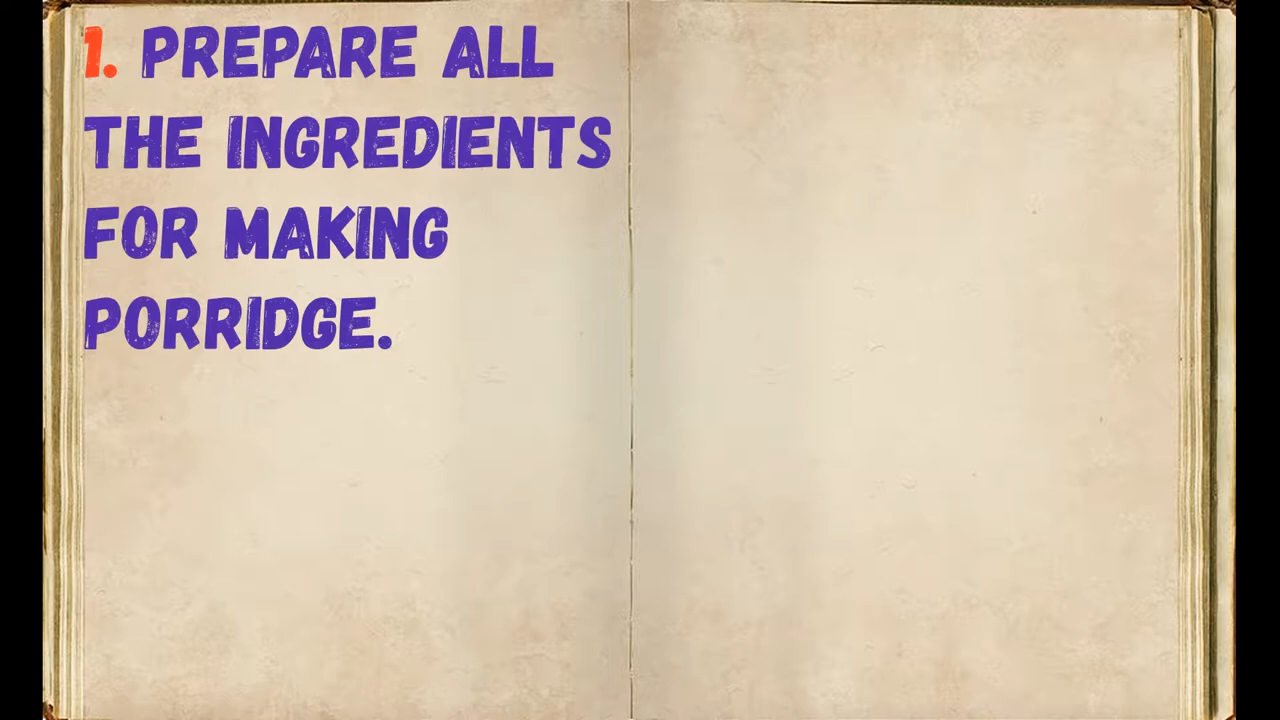 1. PREPARE ALL
THE INGREDIENTS
FOR MAKING
PORRIDGE.